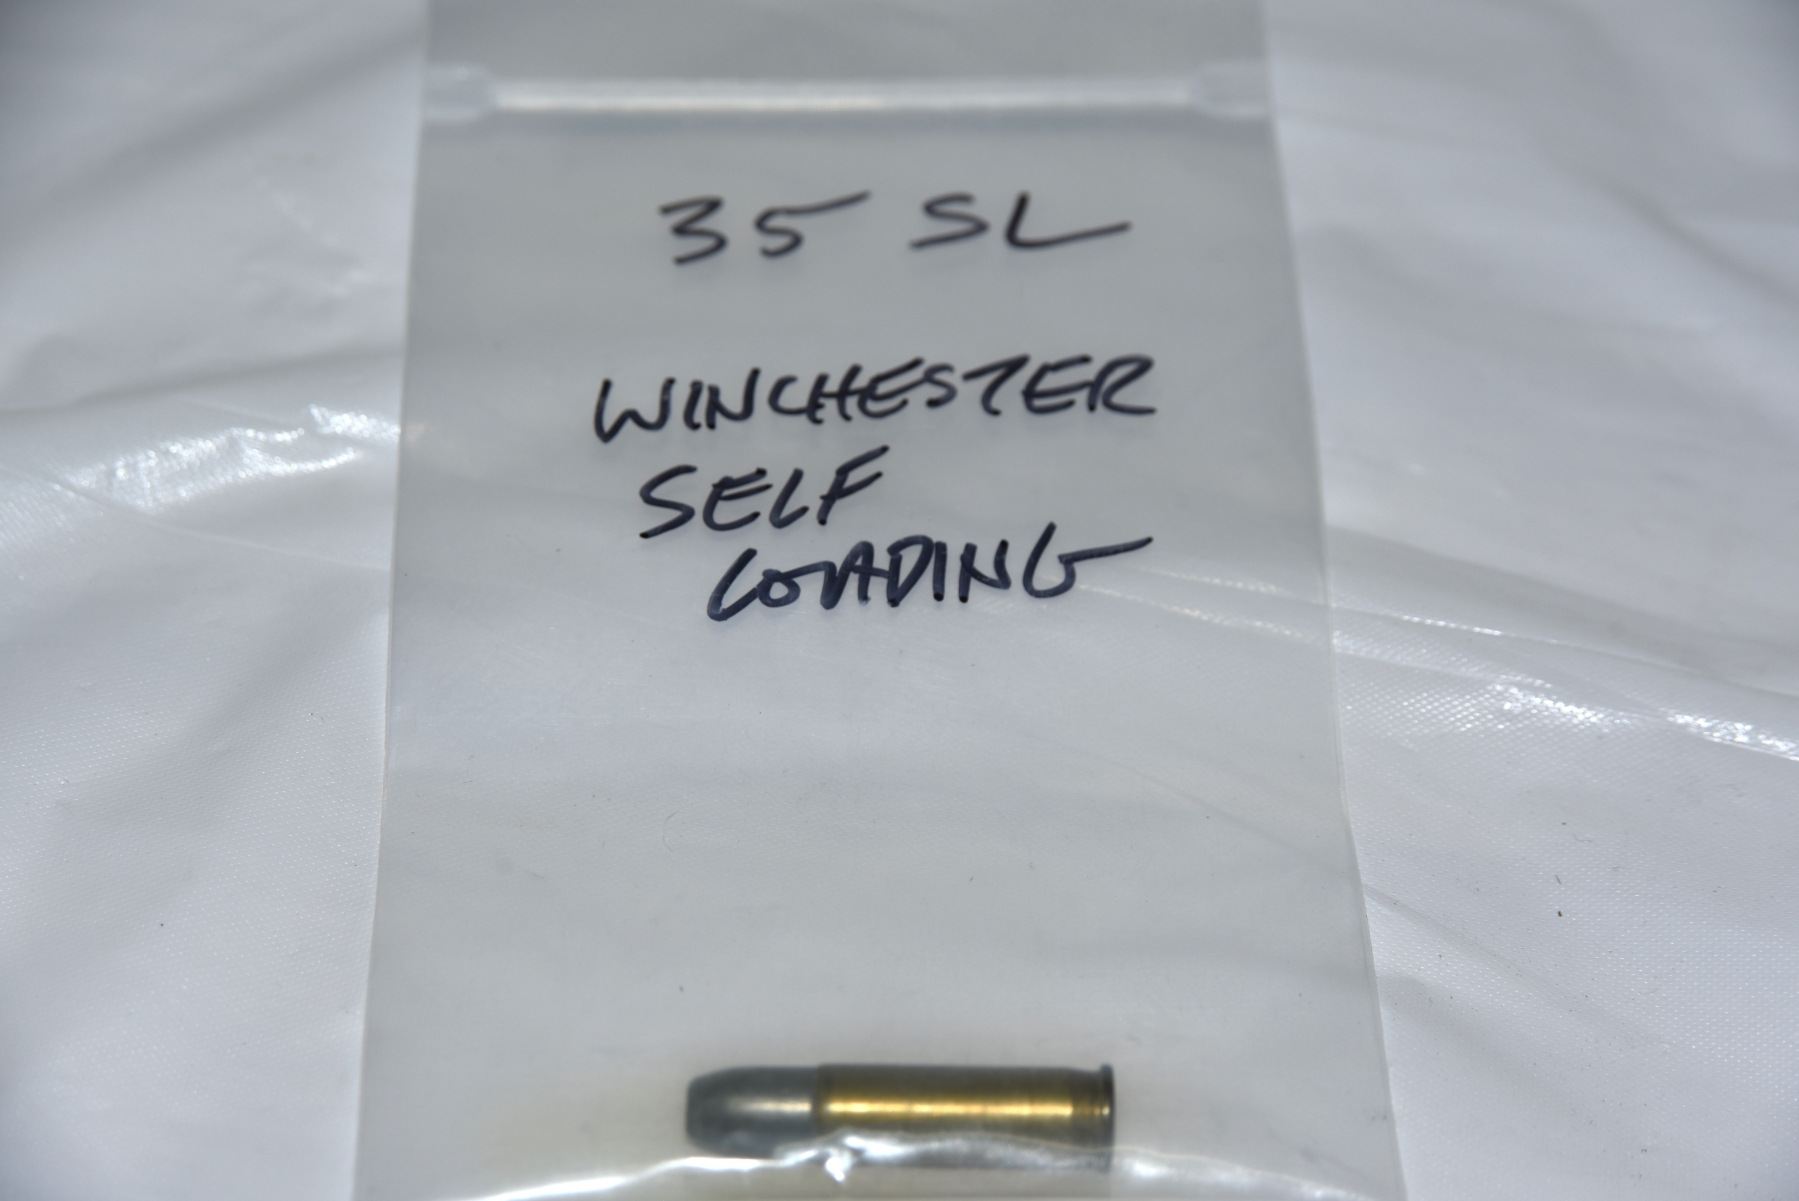 35 SL
WINCHESTER
SELF
LOADING